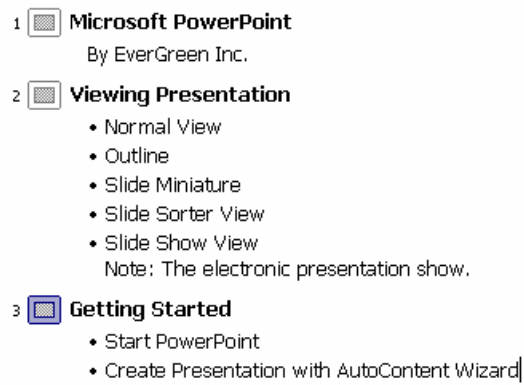 1 Microsoft PowerPoint
By EverGreen Inc.
2 Viewing Presentation
• Normal View
• Outline
• Slide Miniature
• Slide Sorter View
• Slide Show View
Note: The electronic presentation show.
3 Getting Started
• Start PowerPoint
• Create Presentation with AutoContent Wizard